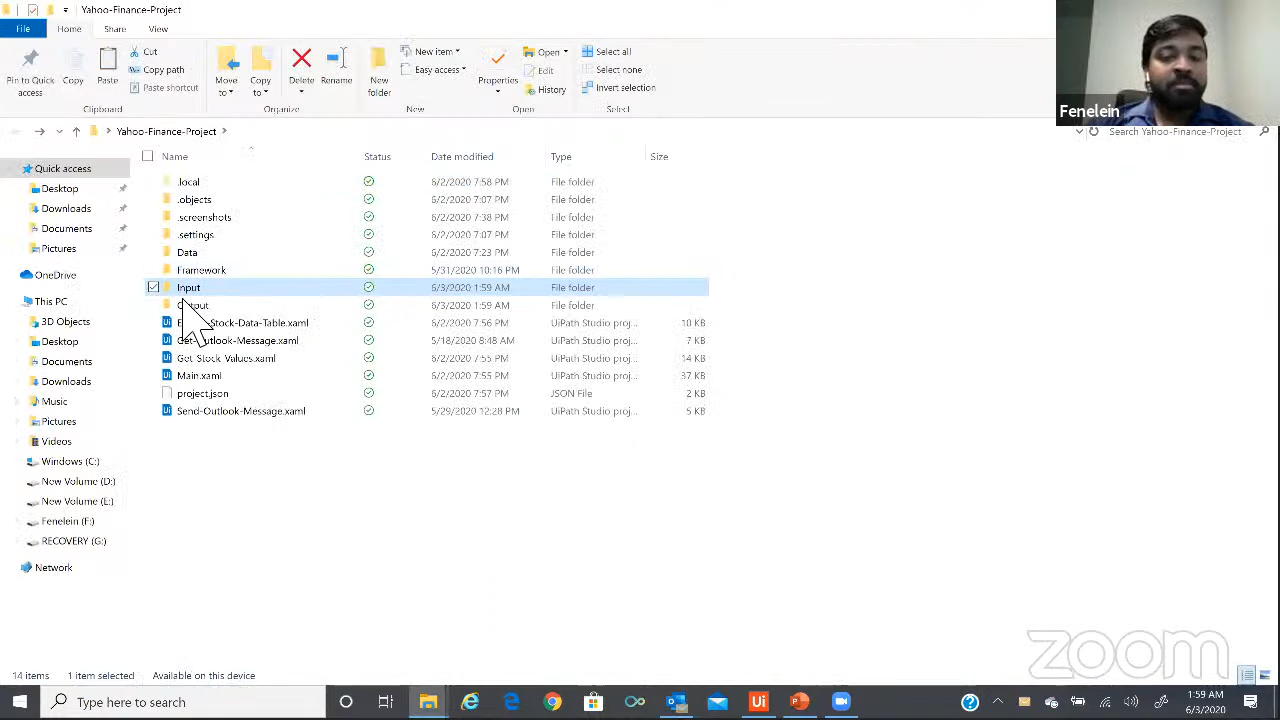 Yahoo-Finance-Project
File Home Share View
Pin to Quick access
Copy
Paste
Cut
Copy path
Paste shortcut
Clipboard
Move to
Copy to
Delete
Rename
Organize
New folder
New item
Easy access
New
Properties
Open
Edit
History
Open
Select all
Select none
Invert selection
Select
Fenelein
Yahoo-Finance-Project
Search Yahoo-Finance-Project
Quick access
Desktop
Downloads
Documents
Pictures
OneDrive
This PC
3D Objects
Desktop
Documents
Downloads
Music
Pictures
Videos
Windows (C:)
New Volume (D:)
New Volume (E:)
Fenelein (F:)
RECOVERY (G:)
Network
Name Status Date modified Type Size
.local 6/2/2020 7:58 PM File folder
.objects 6/2/2020 7:07 PM File folder
.screenshots 6/2/2020 7:38 PM File folder
.settings 6/2/2020 7:07 PM File folder
Data 6/2/2020 7:23 PM File folder
Framework 5/31/2020 10:16 PM File folder
Input 6/3/2020 1:59 AM File folder
6/3/2020 1:59 AM File folder
Stock-Data-Table.xaml 6/2/2020 7:56 PM UiPath Studio proj... 10 KB
Outlook-Message.xaml 5/18/2020 8:48 AM UiPath Studio proj... 7 KB
Get-Stock-Values.xaml 6/2/2020 7:55 PM UiPath Studio proj... 14 KB
Main.xaml 6/2/2020 7:55 PM UiPath Studio proj... 37 KB
project.json 6/2/2020 7:57 PM JSON File 2 KB
Send-Outlook-Message.xaml 5/29/2020 12:28 PM UiPath Studio proj... 5 KB
zoom
14 items 1 item selected Available on this device
Type here to search
Ui
1:59 AM
6/3/2020